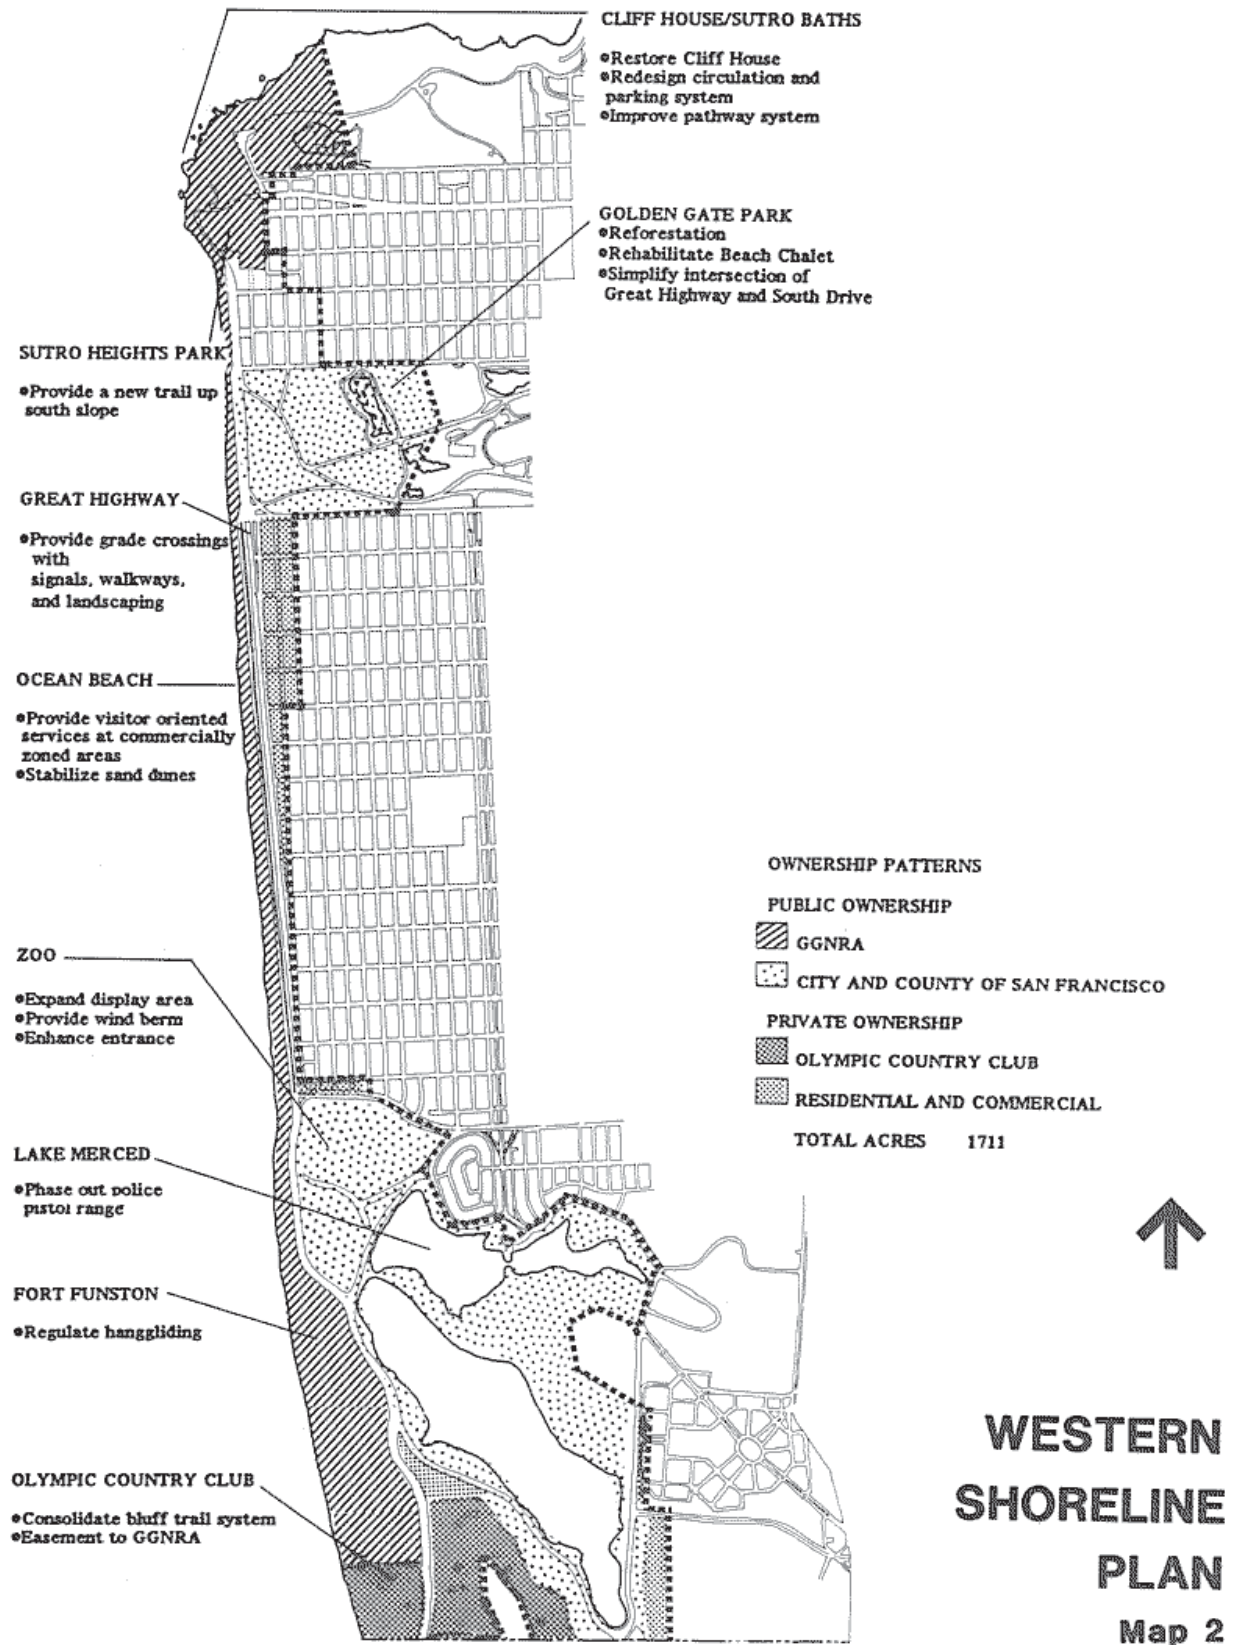 CLIFF HOUSE/SUTRO BATHS
•Restore Cliff House
•Redesign circulation and
parking system
•Improve pathway system
GOLDEN GATE PARK
•Reforestation
•Rehabilitate Beach Chalet
•Simplify intersection of
Great Highway and South Drive
SUTRO HEIGHTS PARK
•Provide a new trail up
south slope
GREAT HIGHWAY
•Provide grade crossings
with
signals, walkways,
and landscaping
OCEAN BEACH
•Provide visitor oriented
services at commercially
zoned areas
•Stabilize sand dunes
ZOO
•Expand display area
•Provide wind berm
•Enhance entrance
LAKE MERCED
•Phase out police
pistol range
FORT FUNSTON
•Regulate hanggliding
OLYMPIC COUNTRY CLUB
•Consolidate bluff trail system
•Easement to GGNRA
OWNERSHIP PATTERNS
PUBLIC OWNERSHIP
GGNRA
CITY AND COUNTY OF SAN FRANCISCO
PRIVATE OWNERSHIP
OLYMPIC COUNTRY CLUB
RESIDENTIAL AND COMMERCIAL
TOTAL ACRES 1711
WESTERN
SHORELINE
PLAN
Map 2